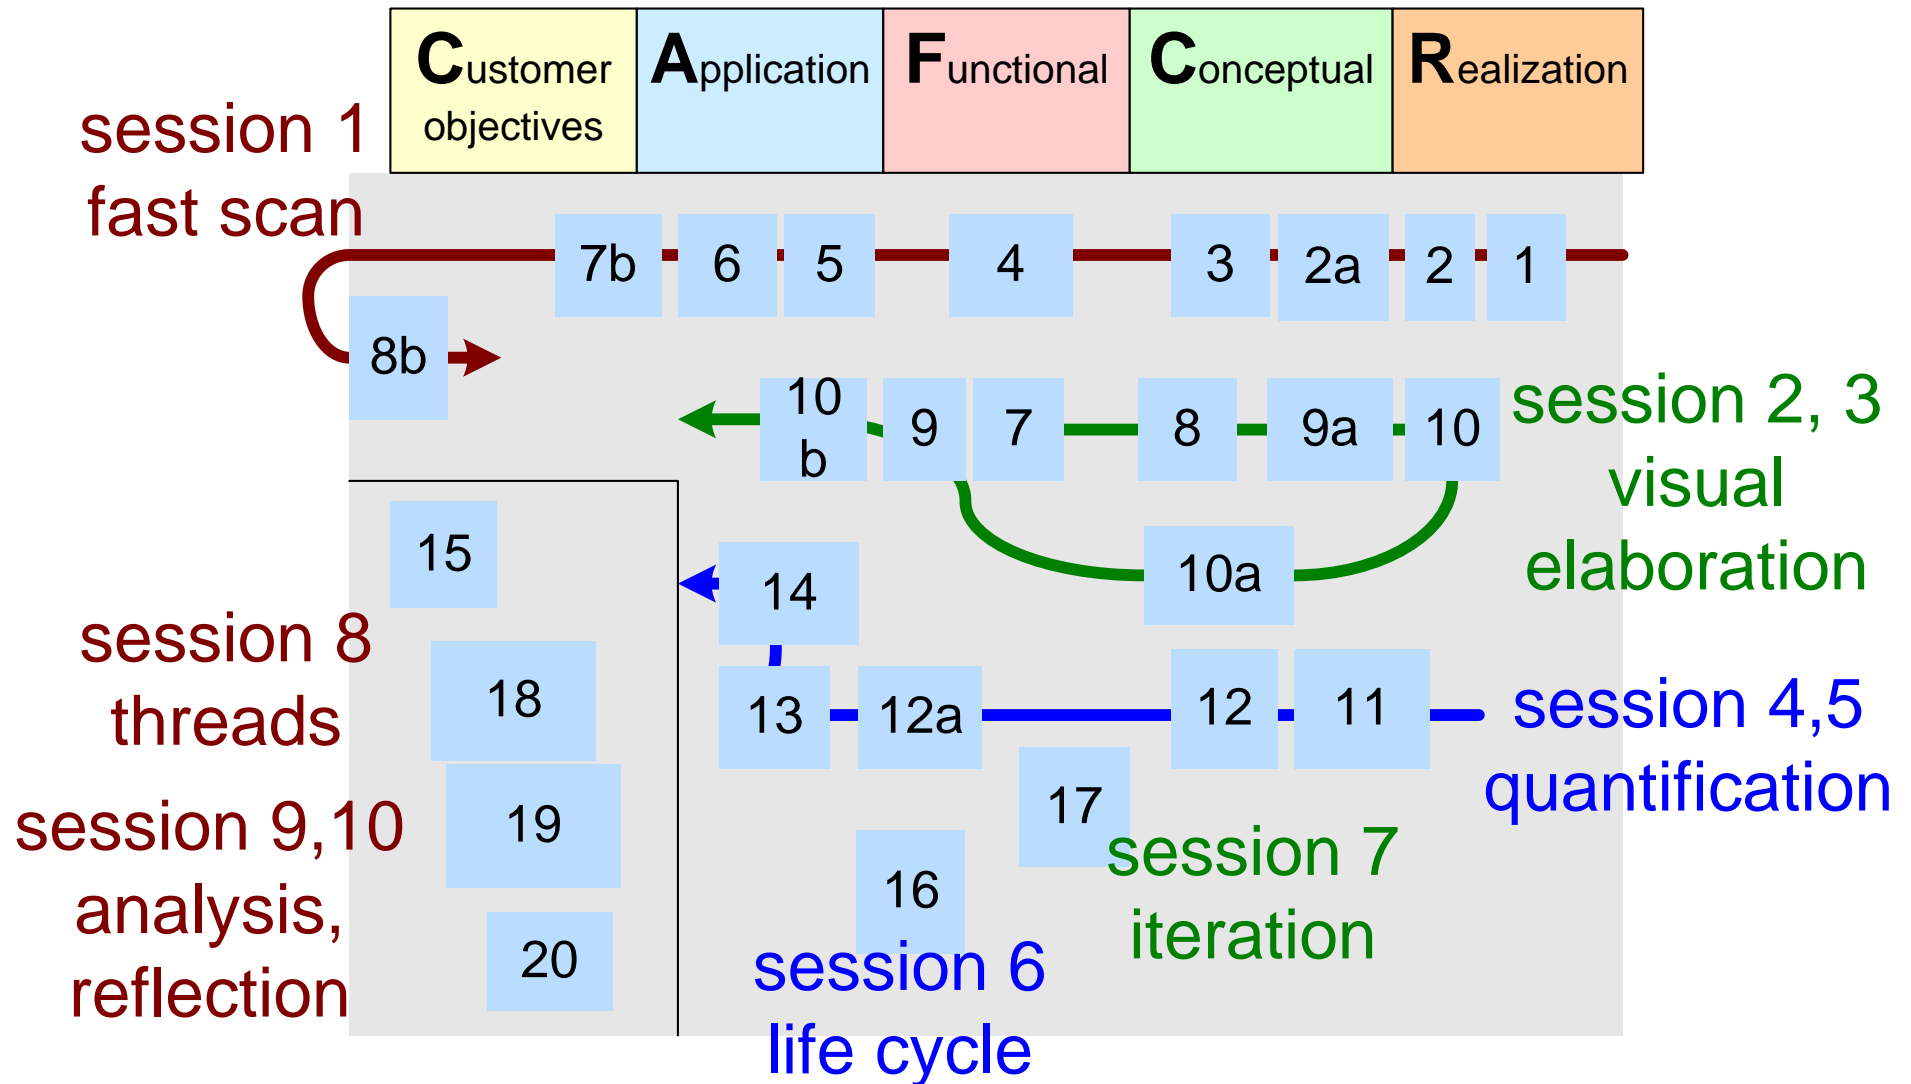 Customer objectives
Application
Functional
Conceptual
Realization
session 1
fast scan
7b 6 5 4 3 2a 2 1
8b
10 b
9 7 8 9a 10
session 2, 3
visual
elaboration
10a
15
14
session 8
threads
18
13 12a 12 11
session 4,5
quantification
19
17
session 9,10
analysis,
reflection
16
session 7
iteration
20
session 6
life cycle